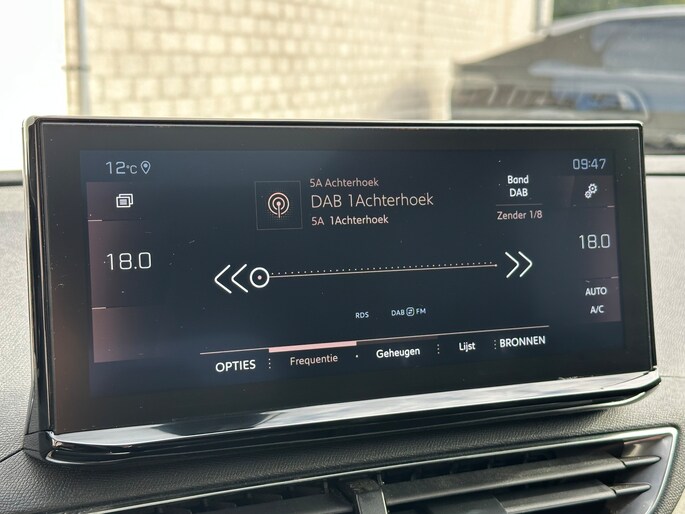 12°C
09:47
5A Achterhoek
DAB 1Achterhoek
5A 1Achterhoek
Band
DAB
Zender 1/8
18.0
18.0
AUTO
A/C
RDS
DAB FM
OPTIES
Frequentie
Geheugen
Lijst
BRONNEN